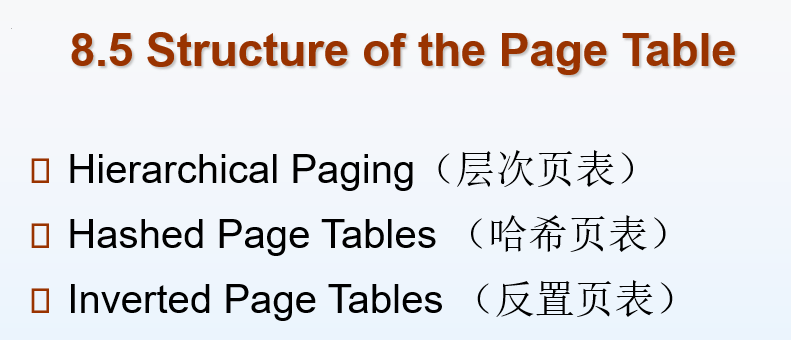 8.5 Structure of the Page Table
Hierarchical Paging（层次页表）
Hashed Page Tables （哈希页表）
Inverted Page Tables （反置页表）